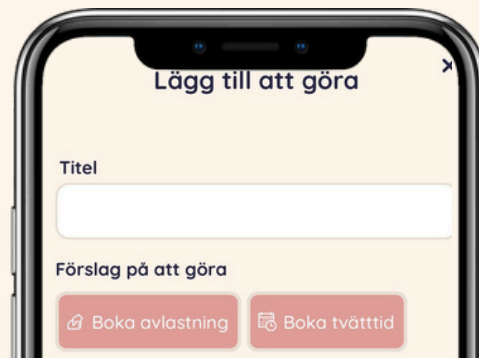 Lägg till att göra
Titel
Förslag på att göra
Boka avlastning Boka tvätttid